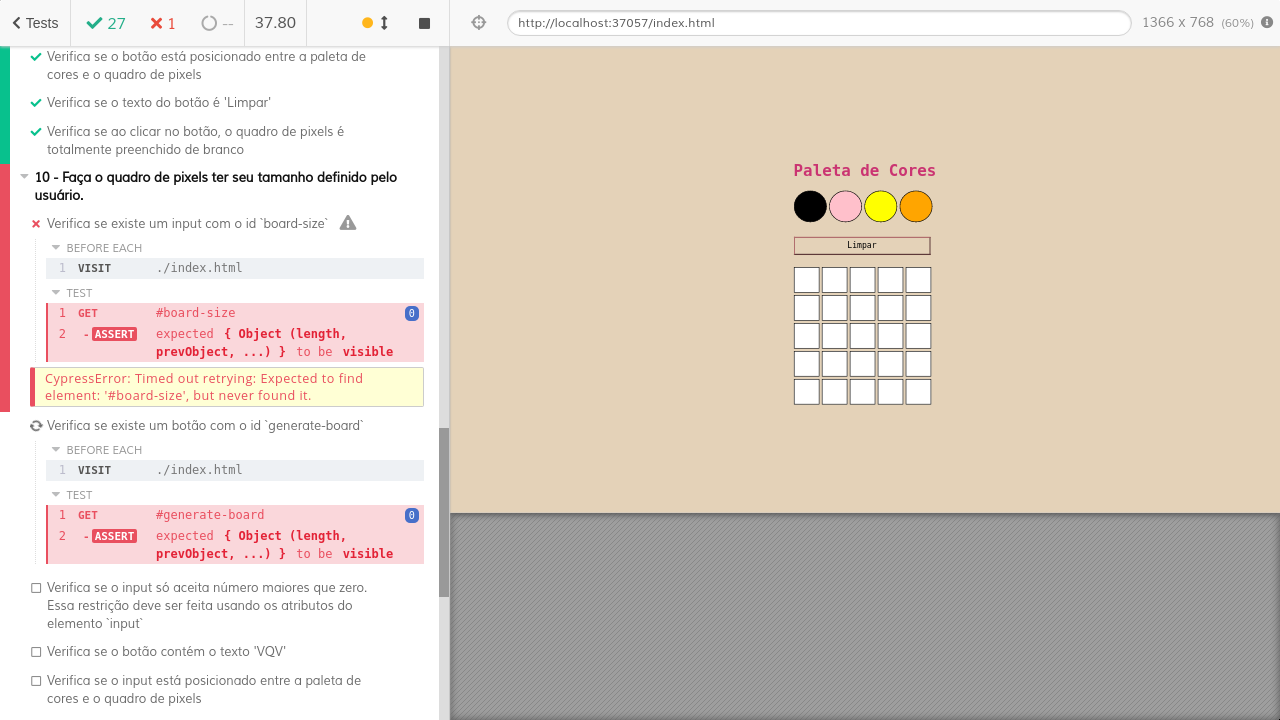 Tests
27
1
--
37.80
http://localhost:37057/index.html
1366 x 768 (60%)
Verifica se o botão está posicionado entre a paleta de
cores e o quadro de pixels
Verifica se o texto do botão é 'Limpar'
Verifica se ao clicar no botão, o quadro de pixels é
totalmente preenchido de branco
10 - Faça o quadro de pixels ter seu tamanho definido pelo
usuário.
Verifica se existe um input com o id `board-size`
BEFORE EACH
1 VISIT ./index.html
TEST
1 GET #board-size 0
2 -ASSERT expected { Object (length,
prevObject, ...) } to be visible
CypressError: Timed out retrying: Expected to find
element: '#board-size', but never found it.
Verifica se existe um botão com o id `generate-board`
BEFORE EACH
1 VISIT ./index.html
TEST
1 GET #generate-board 0
2 -ASSERT expected { Object (length,
prevObject, ...) } to be visible
Verifica se o input só aceita número maiores que zero.
Essa restrição deve ser feita usando os atributos do
elemento `input`
Verifica se o botão contém o texto 'VQV'
Verifica se o input está posicionado entre a paleta de
cores e o quadro de pixels
Paleta de Cores
Limpar